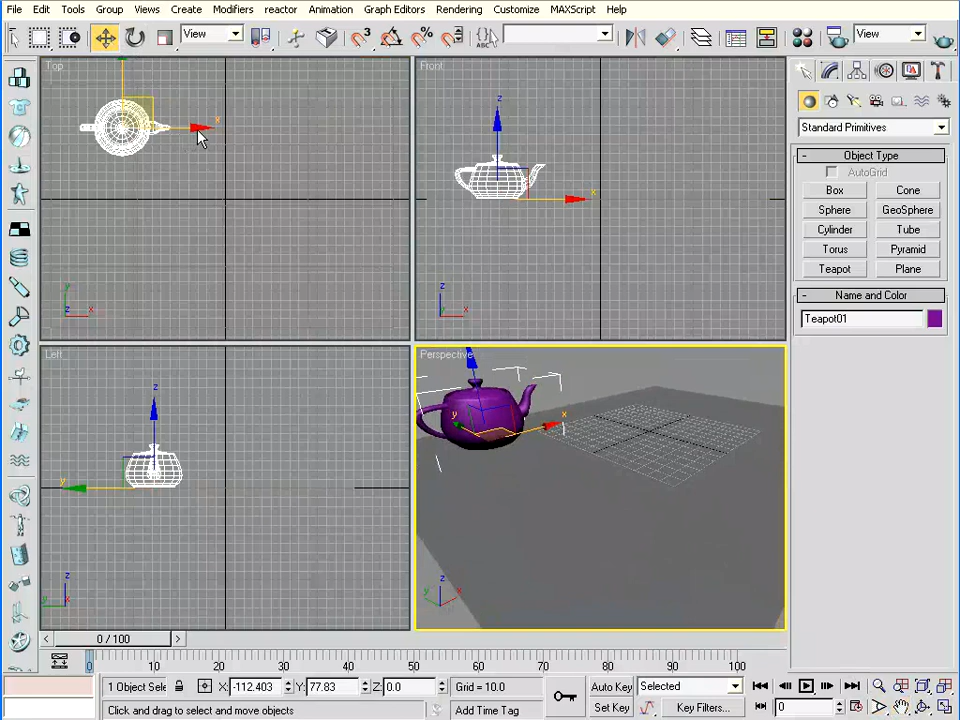 File Edit Tools Group Views Create Modifiers reactor Animation Graph Editors Rendering Customize MAXScript Help
View View
Top Front
Standard Primitives
- Object Type
AutoGrid
Box Cone
Sphere GeoSphere
Cylinder Tube
Torus Pyramid
Teapot Plane
- Name and Color
Teapot01
x
z
x
y
z x
z
x
Left Perspective
z
y
z
y x
x
y
z
y x
z
< 0 / 100 >
0 10 20 30 40 50 60 70 80 90 100
1 Object Sele X: -112.403 Y: 77.83 Z: 0.0 Grid = 10.0 Auto Key Selected
Click and drag to select and move objects Add Time Tag Set Key Key Filters... 0